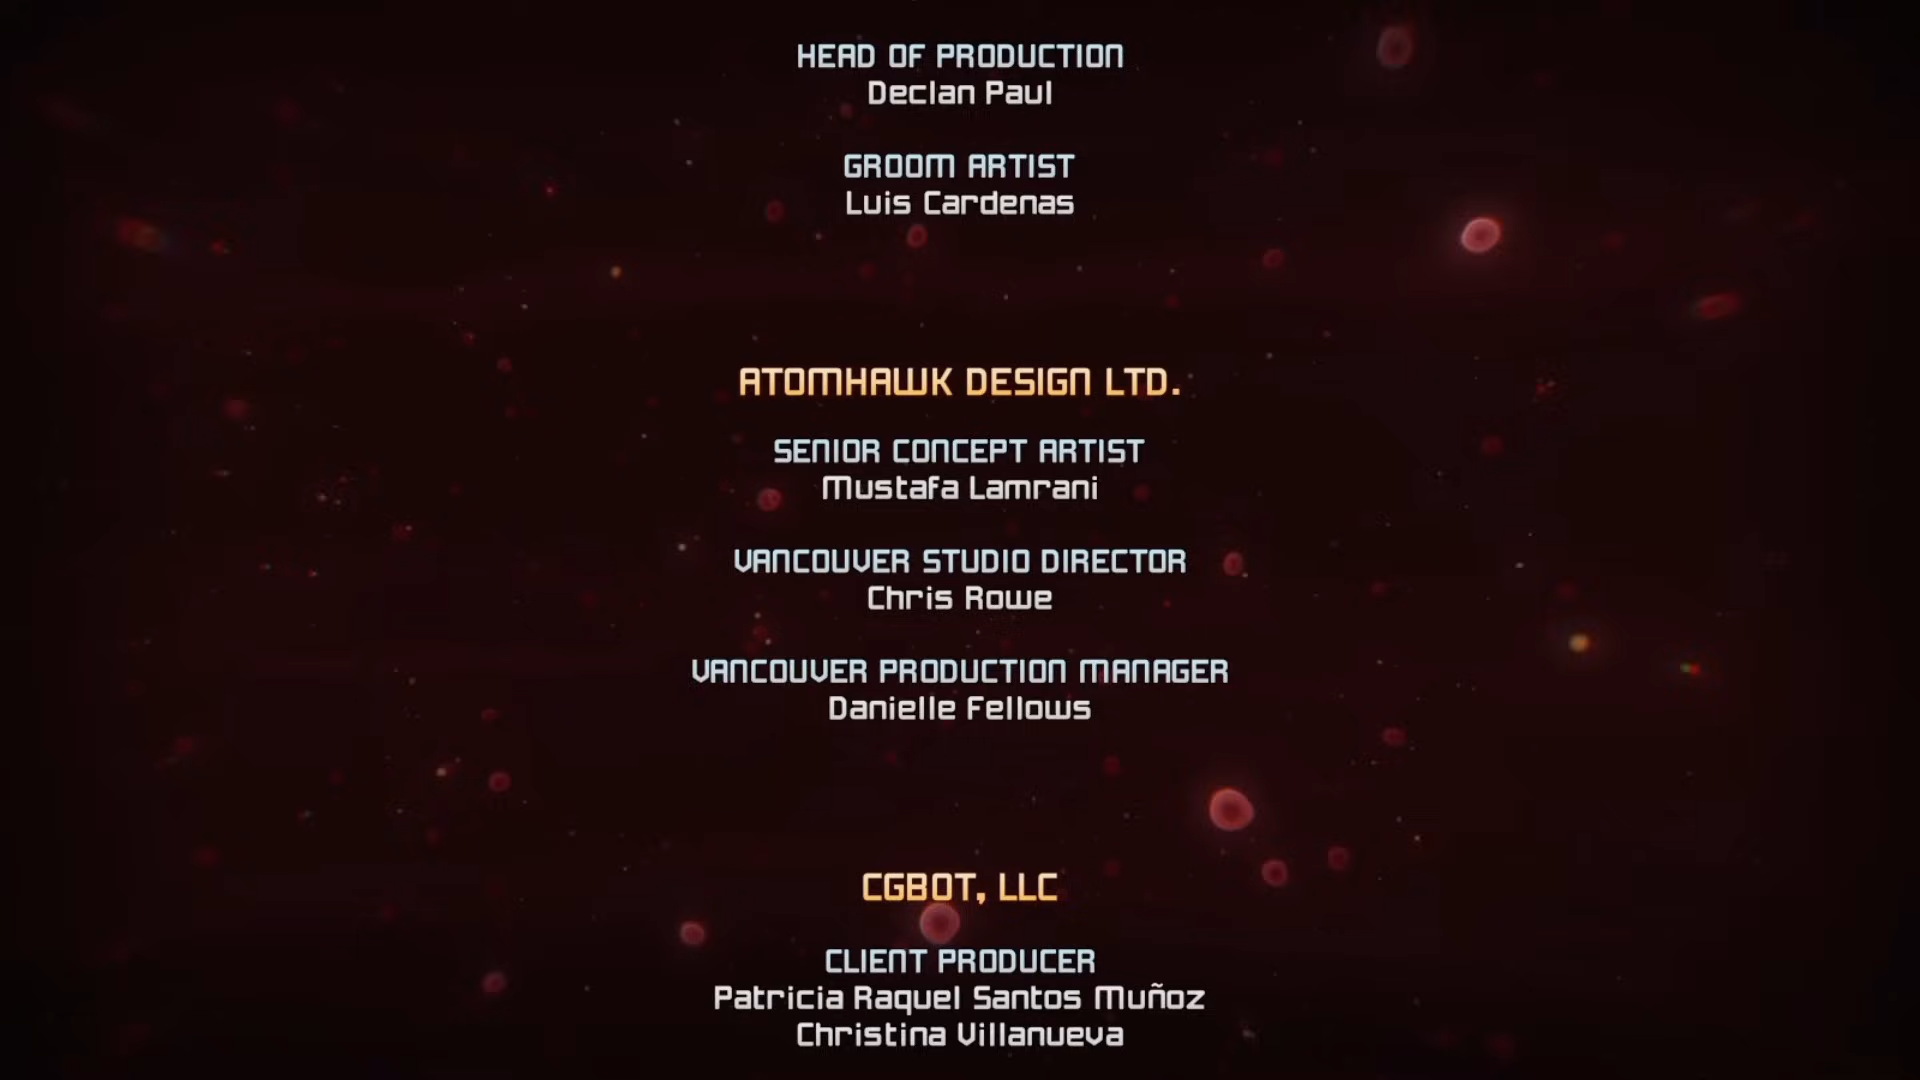 HEAD OF PRODUCTION
Declan Paul
GROOM ARTIST
Luis Cardenas
ATOMHAWK DESIGN LTD.
SENIOR CONCEPT ARTIST
Mustafa Lamrani
VANCOUVER STUDIO DIRECTOR
Chris Rowe
VANCOUVER PRODUCTION MANAGER
Danielle Fellows
CGBOT, LLC
CLIENT PRODUCER
Patricia Raquel Santos Muñoz
Christina Villanueva